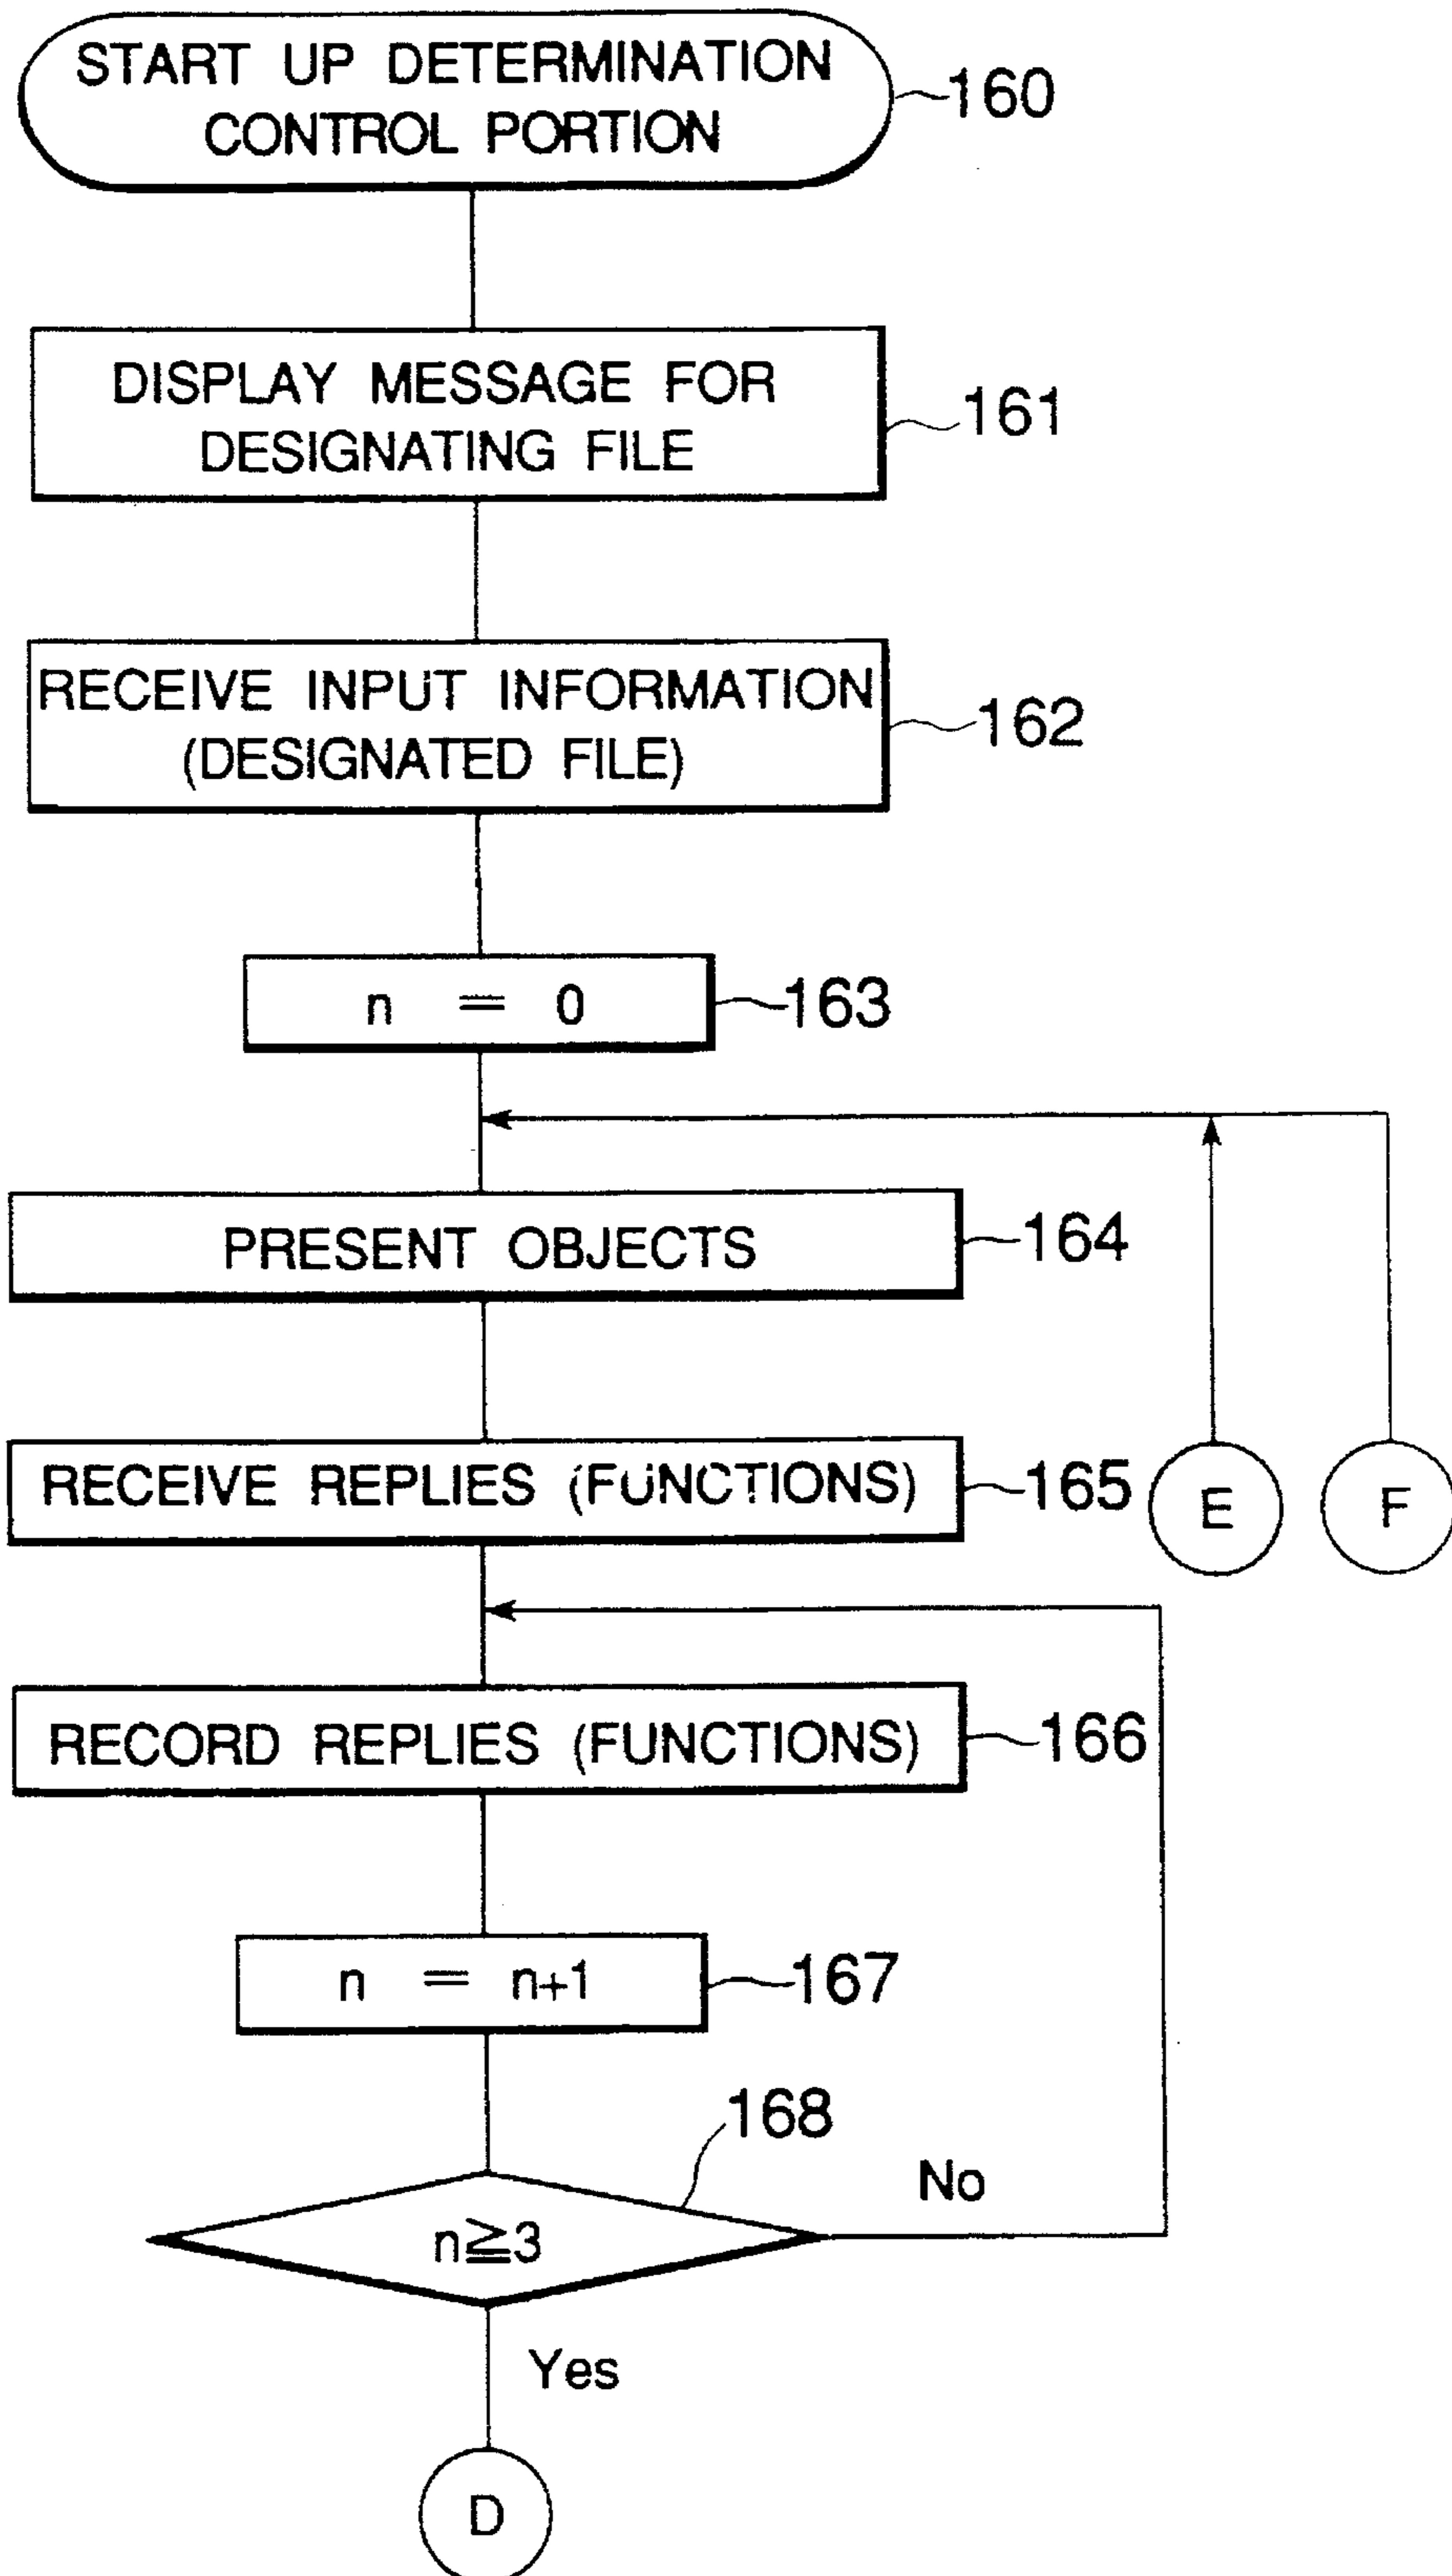 START UP DETERMINATION
CONTROL PORTION
160
DISPLAY MESSAGE FOR
DESIGNATING FILE
161
RECEIVE INPUT INFORMATION
(DESIGNATED FILE)
162
n = 0
163
PRESENT OBJECTS
164
RECEIVE REPLIES (FUNCTIONS)
165
E
F
RECORD REPLIES (FUNCTIONS)
166
n = n+1
167
168
n≧3
No
Yes
D